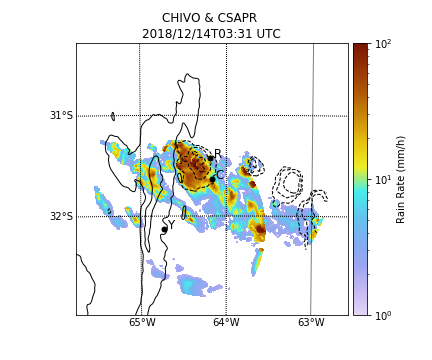 CHIVO & CSAPR
2018/12/14T03:31 UTC
10²
31°S
R
C
10¹
Rain Rate (mm/h)
32°S
Y
10⁰
65°W 64°W 63°W